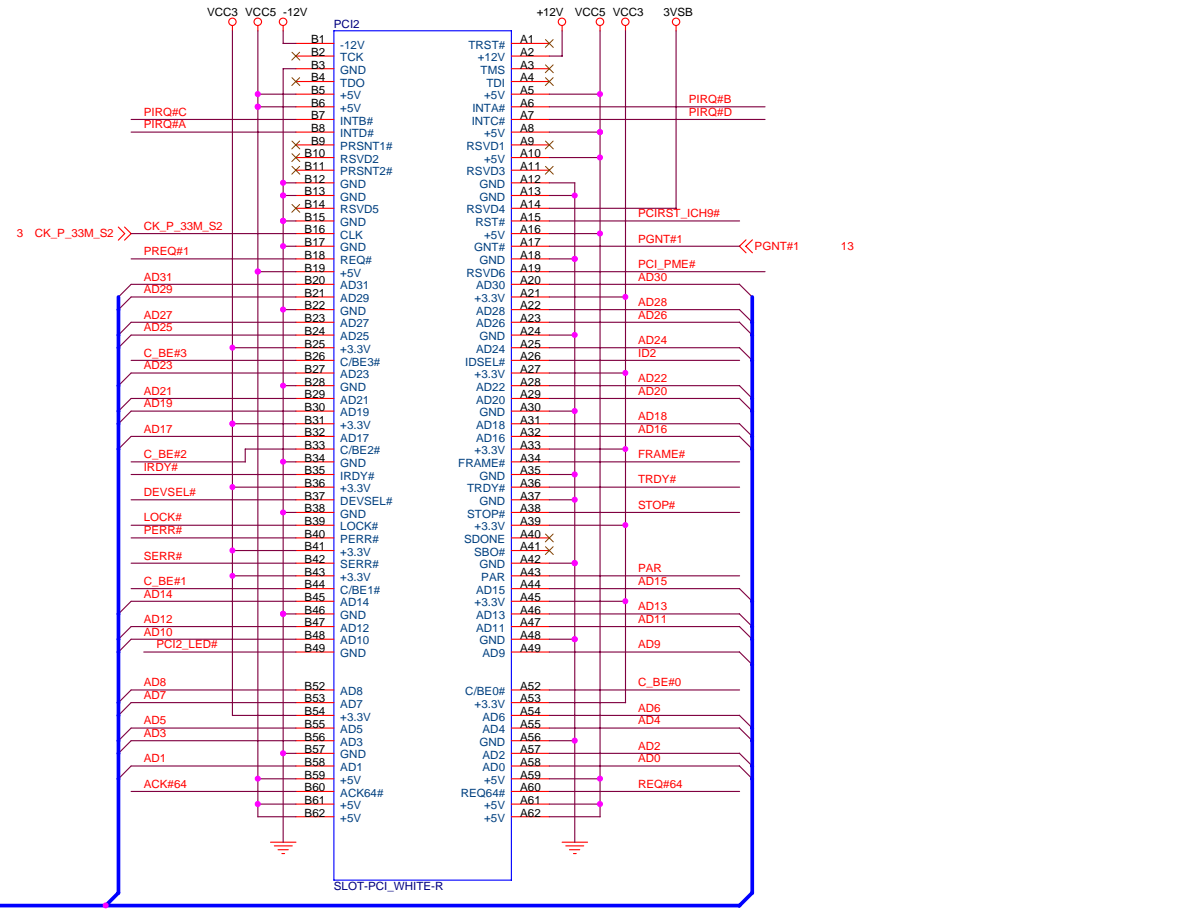 VCC3 VCC5 -12V +12V VCC5 VCC3 3VSB
PCI2
B1 -12V TRST# A1
B2 TCK +12V A2
B3 GND TMS A3
B4 TDO TDI A4
B5 +5V +5V A5
PIRQ#B
B6 +5V INTA# A6
PIRQ#C B7 INTB# INTC# A7 PIRQ#D
PIRQ#A B8 INTD# +5V A8
B9 PRSNT1# RSVD1 A9
B10 RSVD2 +5V A10
B11 PRSNT2# RSVD3 A11
B12 GND GND A12
B13 GND GND A13
B14 RSVD5 RSVD4 A14
B15 GND RST# A15 PCIRST_ICH9#
3 CK_P_33M_S2 CK_P_33M_S2 B16 CLK +5V A16
B17 GND GNT# A17 PGNT#1 PGNT#1 13
PREQ#1 B18 REQ# GND A18
B19 +5V RSVD6 A19 PCI_PME#
AD31 B20 AD31 AD30 A20 AD30
AD29 B21 AD29 +3.3V A21
B22 GND AD28 A22 AD28
AD27 B23 AD27 AD26 A23 AD26
AD25 B24 AD25 GND A24
B25 +3.3V AD24 A25 AD24
C_BE#3 B26 C/BE3# IDSEL# A26 ID2
AD23 B27 AD23 +3.3V A27
B28 GND AD22 A28 AD22
AD21 B29 AD21 AD20 A29 AD20
AD19 B30 AD19 GND A30
B31 +3.3V AD18 A31 AD18
AD17 B32 AD17 AD16 A32 AD16
B33 C/BE2# +3.3V A33
C_BE#2 B34 GND FRAME# A34 FRAME#
IRDY# B35 IRDY# GND A35
B36 +3.3V TRDY# A36 TRDY#
DEVSEL# B37 DEVSEL# GND A37
B38 GND STOP# A38 STOP#
LOCK# B39 LOCK# +3.3V A39
PERR# B40 PERR# SDONE A40
B41 +3.3V SBO# A41
SERR# B42 SERR# GND A42
B43 +3.3V PAR A43 PAR
C_BE#1 B44 C/BE1# AD15 A44 AD15
AD14 B45 AD14 +3.3V A45
B46 GND AD13 A46 AD13
AD12 B47 AD12 AD11 A47 AD11
AD10 B48 AD10 GND A48
PCI2_LED# B49 GND AD9 A49 AD9
AD8 B52 AD8 C/BE0# A52 C_BE#0
AD7 B53 AD7 +3.3V A53
B54 +3.3V AD6 A54 AD6
AD5 B55 AD5 AD4 A55 AD4
AD3 B56 AD3 GND A56
B57 GND AD2 A57 AD2
AD1 B58 AD1 AD0 A58 AD0
B59 +5V +5V A59
ACK#64 B60 ACK64# REQ64# A60 REQ#64
B61 +5V +5V A61
B62 +5V +5V A62
SLOT-PCI_WHITE-R